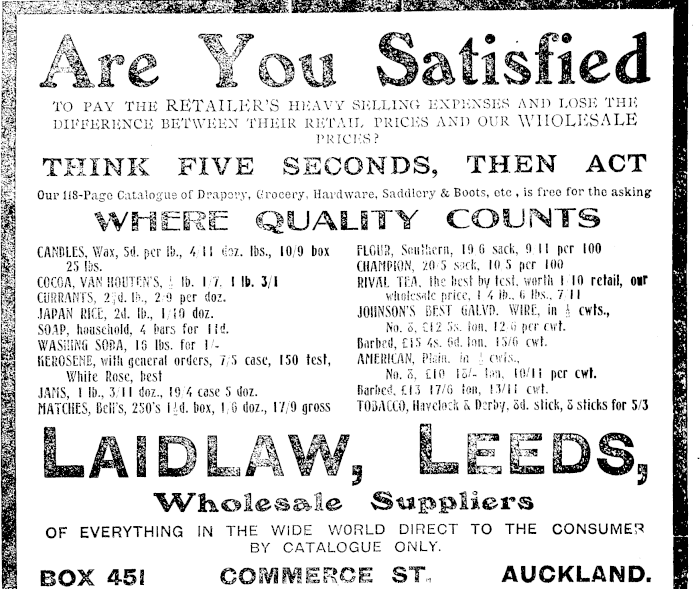 Are You Satisfied
TO PAY THE RETAILER'S HEAVY SELLING EXPENSES AND LOSE THE
DIFFERENCE BETWEEN THEIR RETAIL PRICES AND OUR WHOLESALE
PRICES?
THINK FIVE SECONDS, THEN ACT
Our 118-Page Catalogue of Drapery, Grocery, Hardware, Saddlery & Boots, etc, is free for the asking
WHERE QUALITY COUNTS
CANDLES, Wax, 5d. per lb., 4/11 doz. lbs., 10/9 box
25 lbs.
COCOA, VAN HOUTEN'S, lb. 1/7. 1 lb. 3/1
CURRANTS, lb., 2/9 per doz.
JAPAN RICE, 2d. lb., 1/10 doz.
SOAP, household, 4 bars for 11d.
WASHING SODA, 16 lbs. for 1/-
KEROSENE, with general orders, 7/5 case, 150 test,
White Rose, best
JAMS, 1 lb., 3/11 doz., 19/4 case 5 doz.
MATCHES, Bell's, 250's box, 1/6 doz., 17/9 gross
FLOUR, Southern, 19/6 sack, 9/11 per 100
CHAMPION, 20/5 sack, 10/5 per 100
RIVAL TEA, the best by test, worth 1/10 retail, our
wholesale price, 1/4 lb., 6 lbs., 7/11
JOHNSON'S BEST GALVD. WIRE, in cwts.,
No. 8, £12 5s. ton, 12/6 per cwt.
Barbed, £15 4s. 6d. ton, 15/6 cwt.
AMERICAN, Plain, in cwts.,
No. 8, £10 ton, 10/11 per cwt.
Barbed, £13 17/6 ton, 13/11 cwt.
TOBACCO, Havelock & Derby, 8d. stick, 8 sticks for 5/3
LAIDLAW, LEEDS,
Wholesale Suppliers
OF EVERYTHING IN THE WIDE WORLD DIRECT TO THE CONSUMER
BY CATALOGUE ONLY.
BOX 451 COMMERCE ST. AUCKLAND.